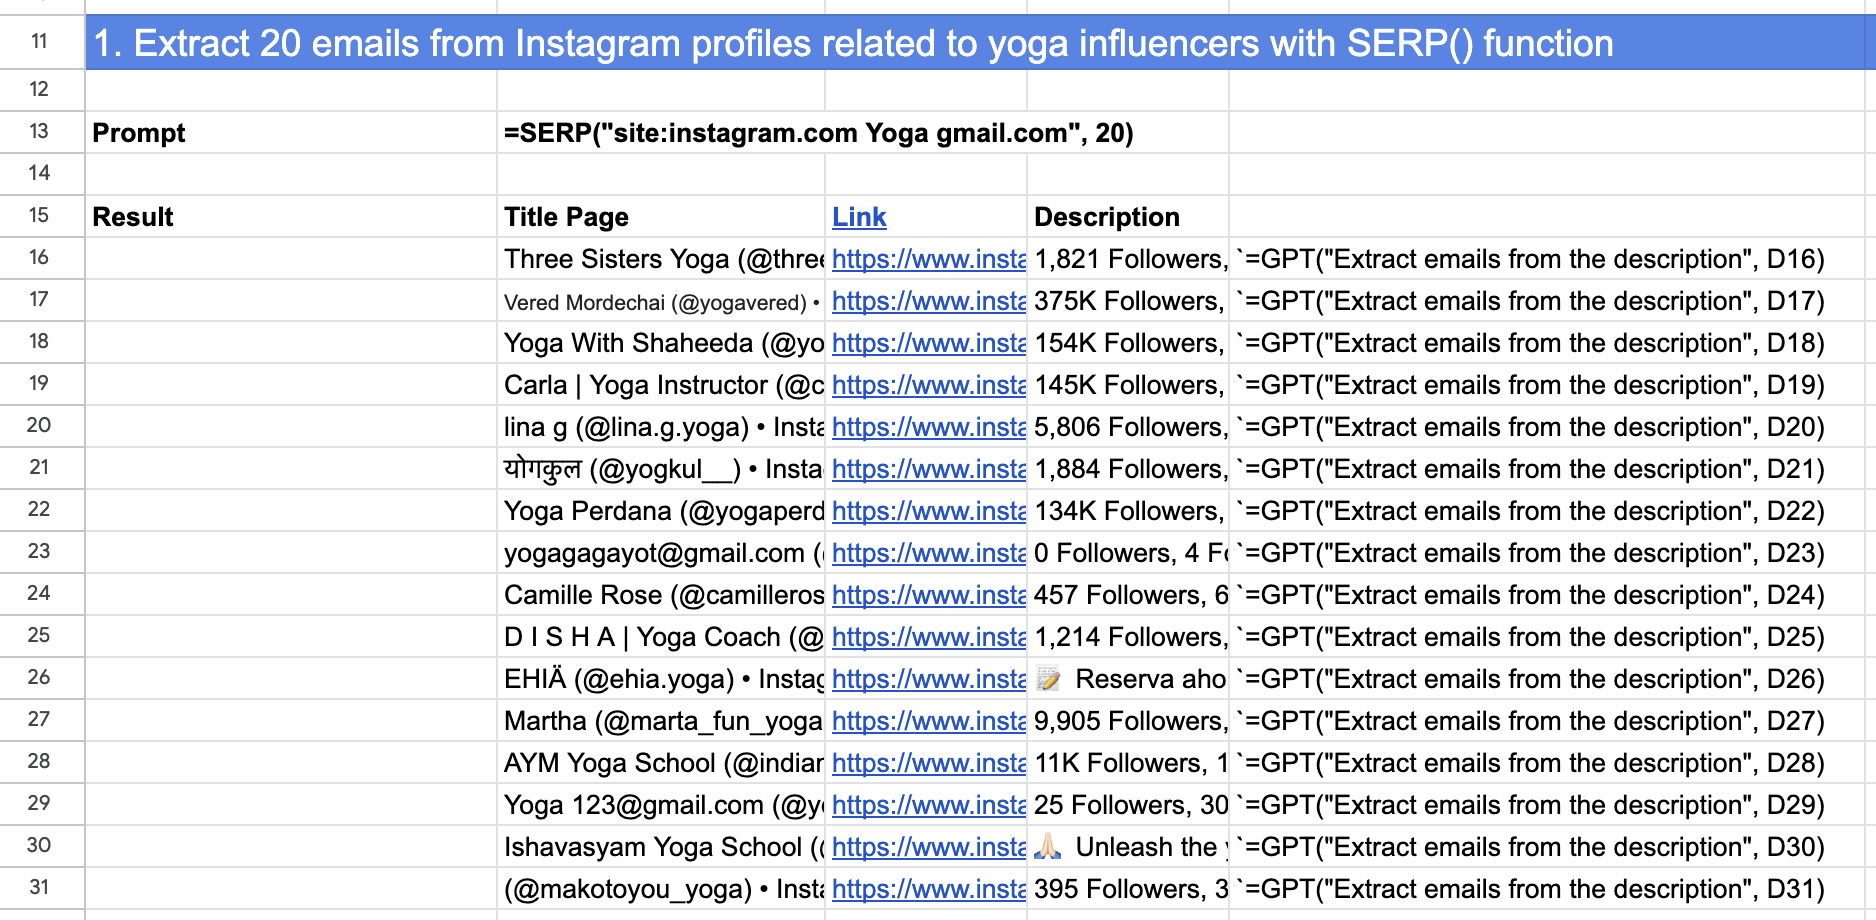 11 1. Extract 20 emails from Instagram profiles related to yoga influencers with SERP() function
12
13 Prompt =SERP("site:instagram.com Yoga gmail.com", 20)
14
15 Result Title Page Link Description
16 Three Sisters Yoga (@three https://www.insta 1,821 Followers, `=GPT("Extract emails from the description", D16)
17 Vered Mordechai (@yogavered) • https://www.insta 375K Followers, `=GPT("Extract emails from the description", D17)
18 Yoga With Shaheeda (@yo https://www.insta 154K Followers, `=GPT("Extract emails from the description", D18)
19 Carla | Yoga Instructor (@c https://www.insta 145K Followers, `=GPT("Extract emails from the description", D19)
20 lina g (@lina.g.yoga) • Insta https://www.insta 5,806 Followers, `=GPT("Extract emails from the description", D20)
21 योगकुल (@yogkul__) • Insta https://www.insta 1,884 Followers, `=GPT("Extract emails from the description", D21)
22 Yoga Perdana (@yogaperd https://www.insta 134K Followers, `=GPT("Extract emails from the description", D22)
23 yogagagayot@gmail.com ( https://www.insta 0 Followers, 4 Fo `=GPT("Extract emails from the description", D23)
24 Camille Rose (@camilleros https://www.insta 457 Followers, 6 `=GPT("Extract emails from the description", D24)
25 D I S H A | Yoga Coach (@ https://www.insta 1,214 Followers, `=GPT("Extract emails from the description", D25)
26 EHIÄ (@ehia.yoga) • Instag https://www.insta 📝 Reserva aho `=GPT("Extract emails from the description", D26)
27 Martha (@marta_fun_yoga https://www.insta 9,905 Followers, `=GPT("Extract emails from the description", D27)
28 AYM Yoga School (@indian https://www.insta 11K Followers, 1 `=GPT("Extract emails from the description", D28)
29 Yoga 123@gmail.com (@y https://www.insta 25 Followers, 30 `=GPT("Extract emails from the description", D29)
30 Ishavasyam Yoga School ( https://www.insta 🙏🏻 Unleash the `=GPT("Extract emails from the description", D30)
31 (@makotoyou_yoga) • Insta https://www.insta 395 Followers, 3 `=GPT("Extract emails from the description", D31)